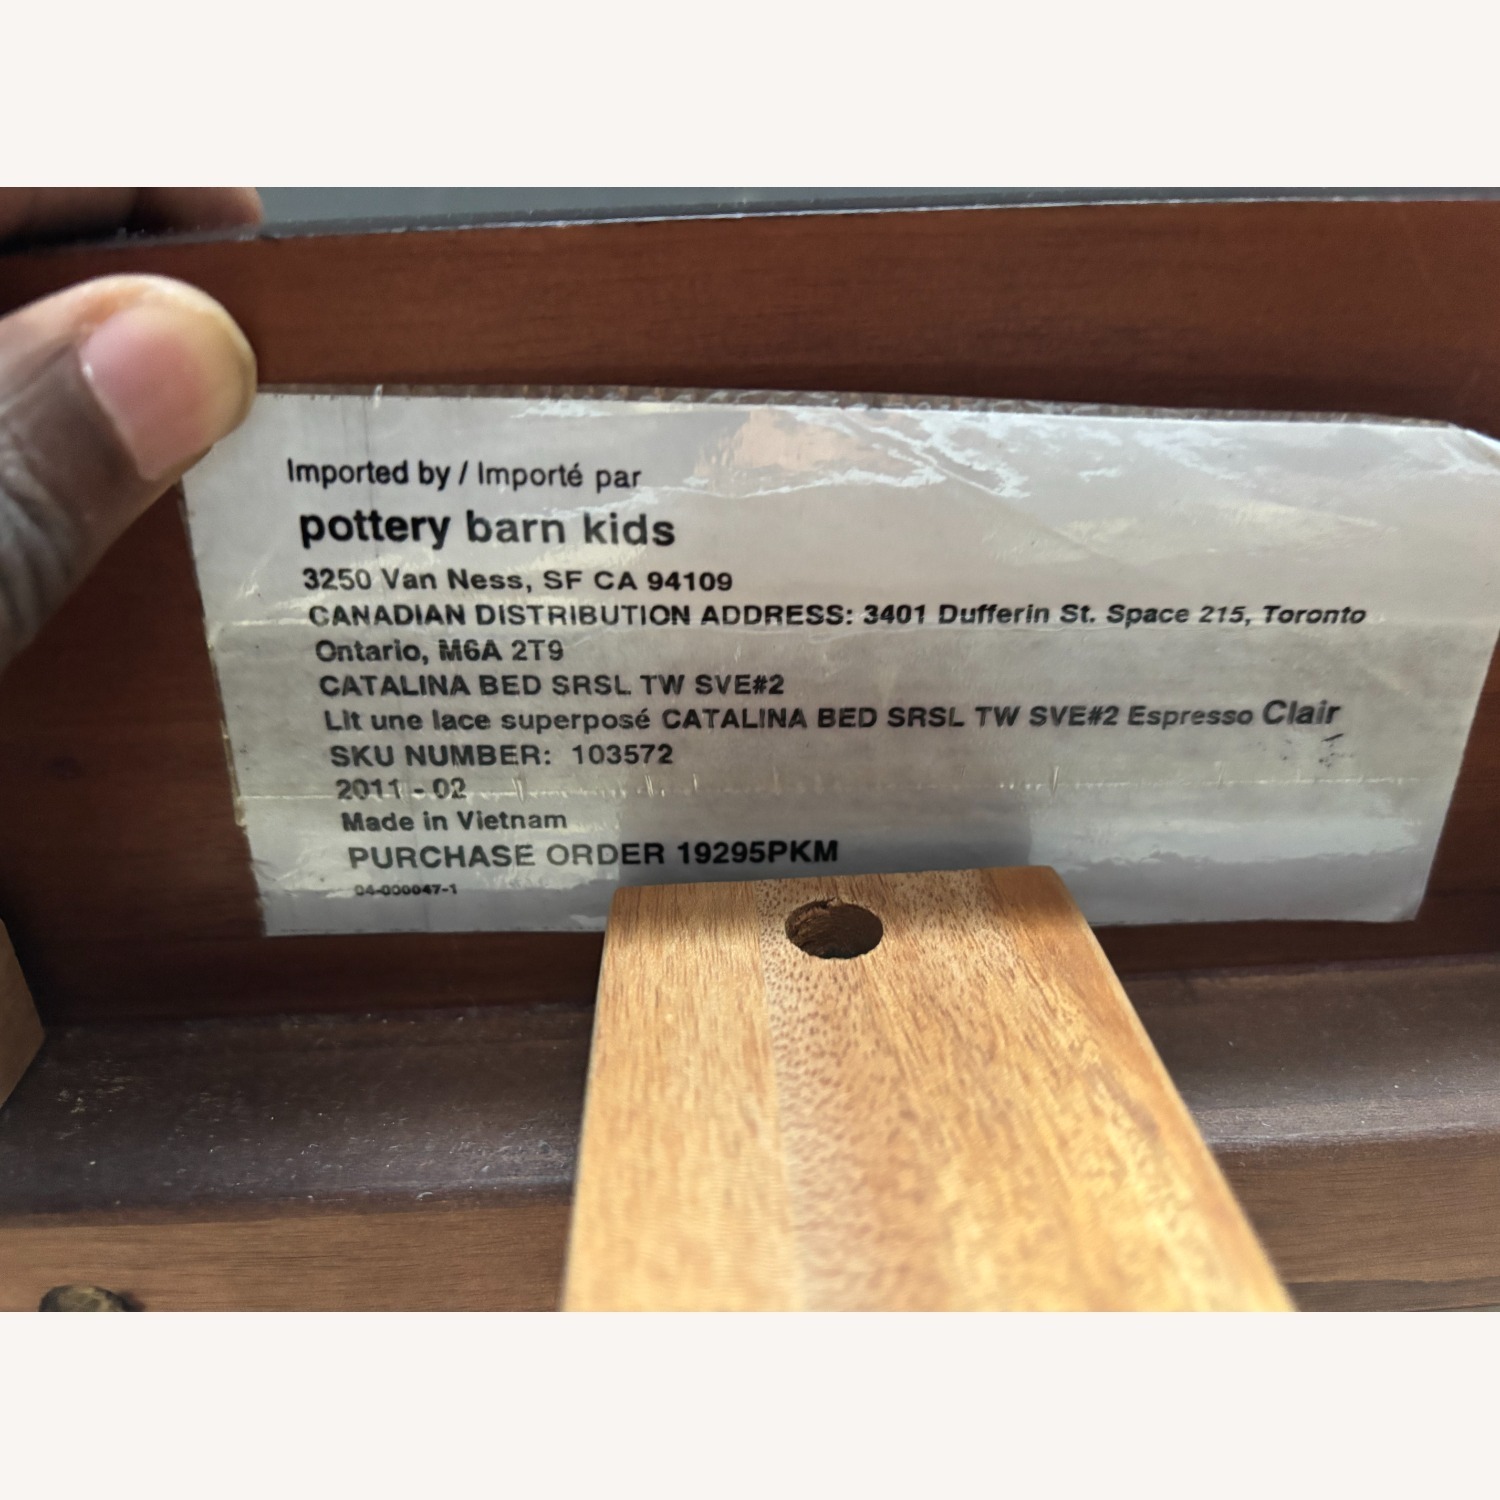 Imported by / Importé par
pottery barn kids
3250 Van Ness, SF CA 94109
CANADIAN DISTRIBUTION ADDRESS: 3401 Dufferin St. Space 215, Toronto
Ontario, M6A 2T9
CATALINA BED SRSL TW SVE#2
Lit une lace superposé CATALINA BED SRSL TW SVE#2 Espresso Clair
SKU NUMBER: 103572
2011 - 02
Made in Vietnam
PURCHASE ORDER 19295PKM
04-000047-1